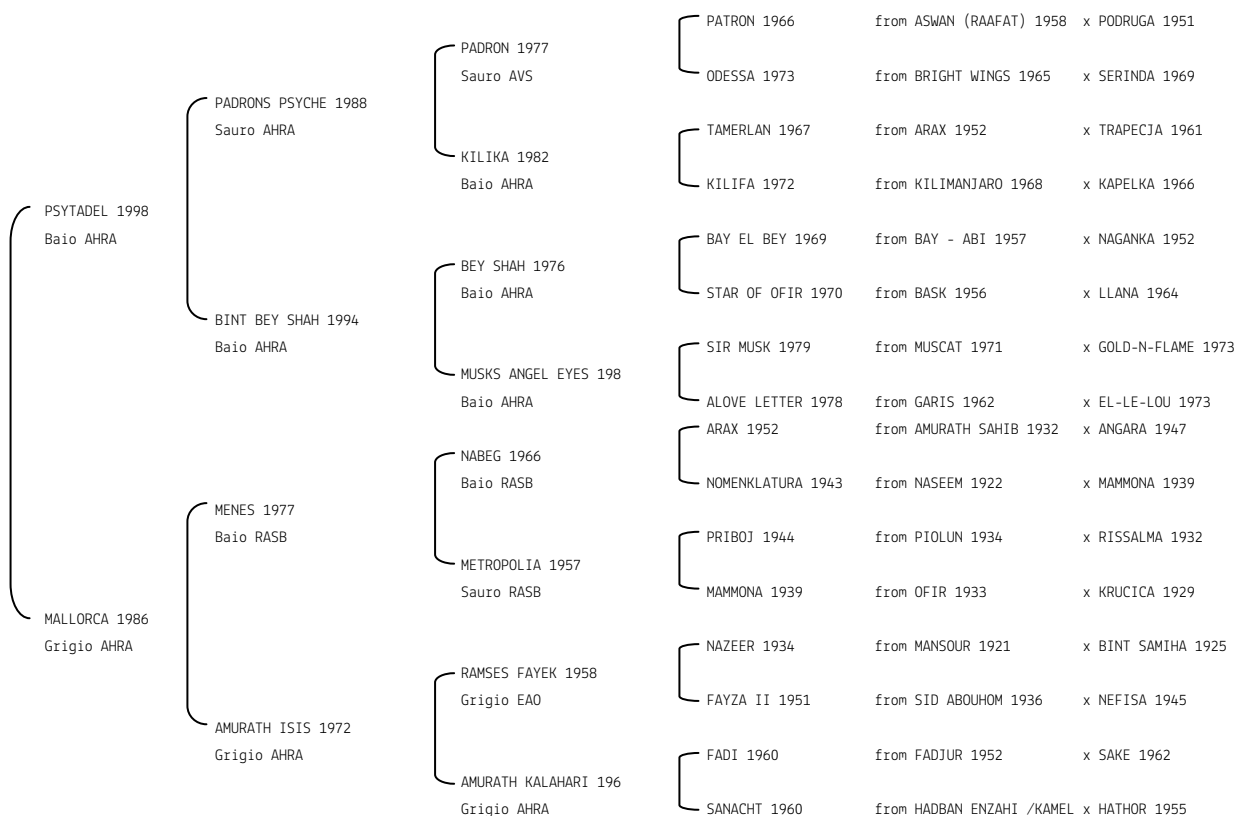 PATRON 1966 from ASWAN (RAAFAT) 1958 x PODRUGA 1951
PADRON 1977
Sauro AVS
ODESSA 1973 from BRIGHT WINGS 1965 x SERINDA 1969
PADRONS PSYCHE 1988
Sauro AHRA
TAMERLAN 1967 from ARAX 1952 x TRAPECJA 1961
KILIKA 1982
Baio AHRA
KILIFA 1972 from KILIMANJARO 1968 x KAPELKA 1966
PSYTADEL 1998
Baio AHRA
BAY EL BEY 1969 from BAY - ABI 1957 x NAGANKA 1952
BEY SHAH 1976
Baio AHRA
STAR OF OFIR 1970 from BASK 1956 x LLANA 1964
BINT BEY SHAH 1994
Baio AHRA
SIR MUSK 1979 from MUSCAT 1971 x GOLD-N-FLAME 1973
MUSKS ANGEL EYES 198
Baio AHRA
ALOVE LETTER 1978 from GARIS 1962 x EL-LE-LOU 1973
ARAX 1952 from AMURATH SAHIB 1932 x ANGARA 1947
NABEG 1966
Baio RASB
NOMENKLATURA 1943 from NASEEM 1922 x MAMMONA 1939
MENES 1977
Baio RASB
PRIBOJ 1944 from PIOLUN 1934 x RISSALMA 1932
METROPOLIA 1957
Sauro RASB
MAMMONA 1939 from OFIR 1933 x KRUCICA 1929
MALLORCA 1986
Grigio AHRA
NAZEER 1934 from MANSOUR 1921 x BINT SAMIHA 1925
RAMSES FAYEK 1958
Grigio EAO
FAYZA II 1951 from SID ABOUHOM 1936 x NEFISA 1945
AMURATH ISIS 1972
Grigio AHRA
FADI 1960 from FADJUR 1952 x SAKE 1962
AMURATH KALAHARI 196
Grigio AHRA
SANACHT 1960 from HADBAN ENZAHI /KAMEL x HATHOR 1955